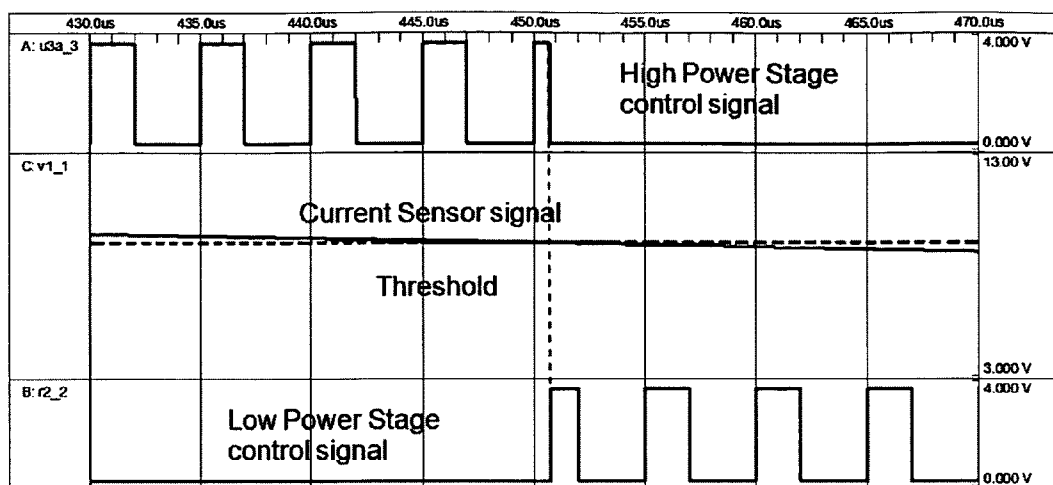 430.0us 435.0us 440.0us 445.0us 450.0us 455.0us 460.0us 465.0us 470.0us
A: u3a_3
4.000 V
High Power Stage
control signal
0.000 V
C: v1_1
13.00 V
Current Sensor signal
Threshold
3.000 V
B: r2_2
4.000 V
Low Power Stage
control signal
0.000 V